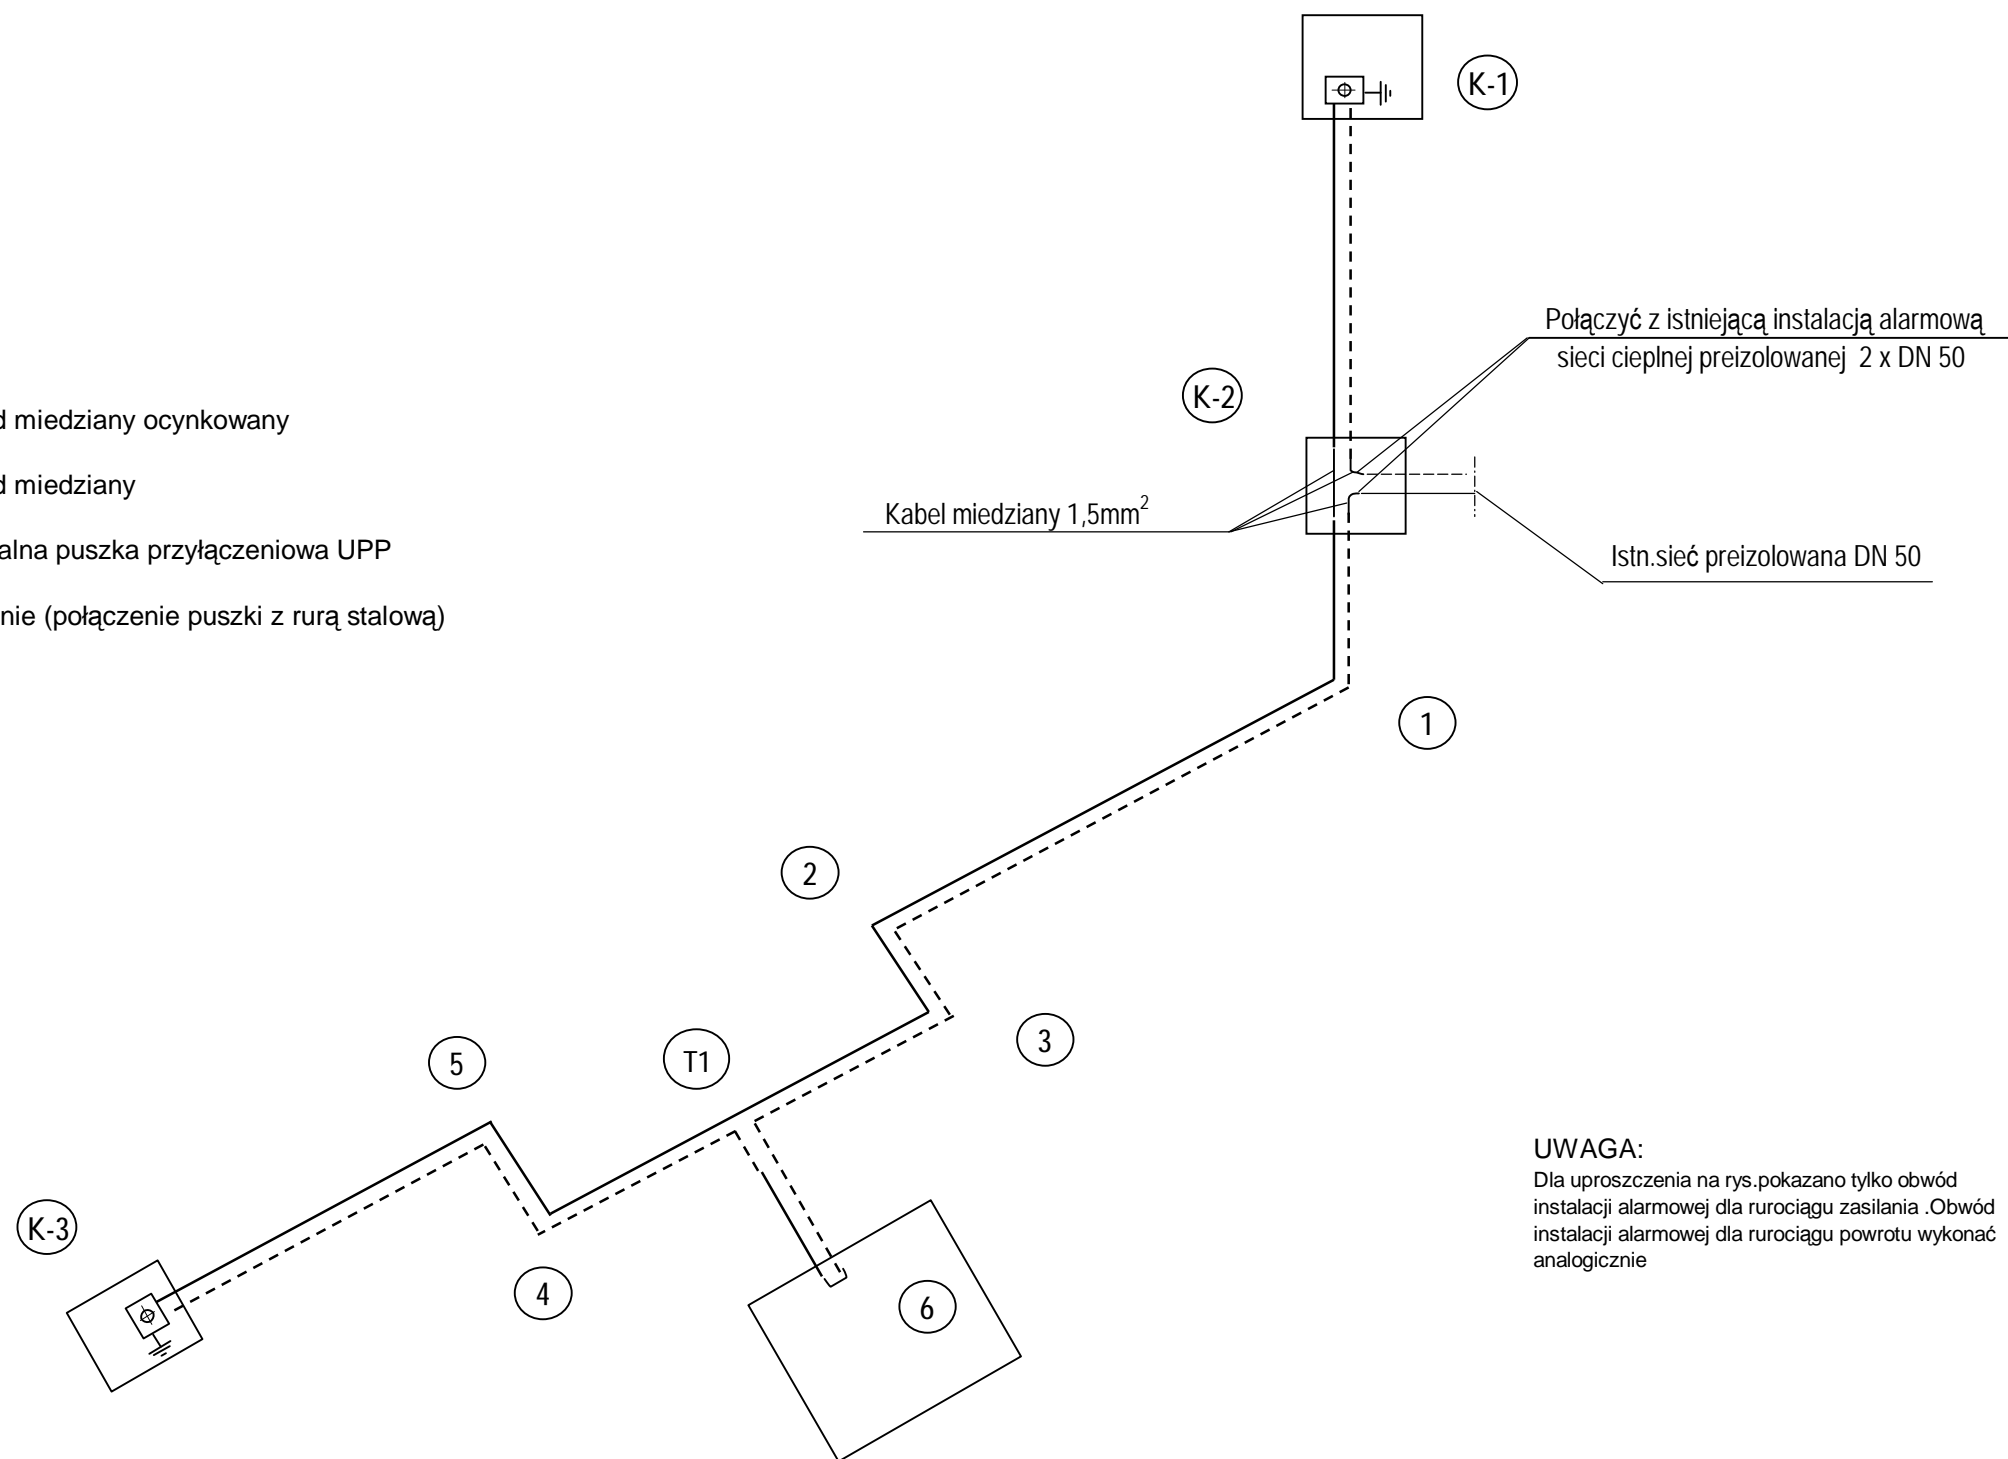 K-1
Połączyć z istniejącą instalacją alarmową
sieci cieplnej preizolowanej 2 x DN 50
K-2
miedziany ocynkowany
miedziany
Kabel miedziany 1,5mm²
puszka przyłączeniowa UPP
Istn.sieć preizolowana DN 50
(połączenie puszki z rurą stalową)
1
2
3
T1
5
K-3
4
6
UWAGA:
Dla uproszczenia na rys.pokazano tylko obwód
instalacji alarmowej dla rurociągu zasilania .Obwód
instalacji alarmowej dla rurociągu powrotu wykonać
analogicznie